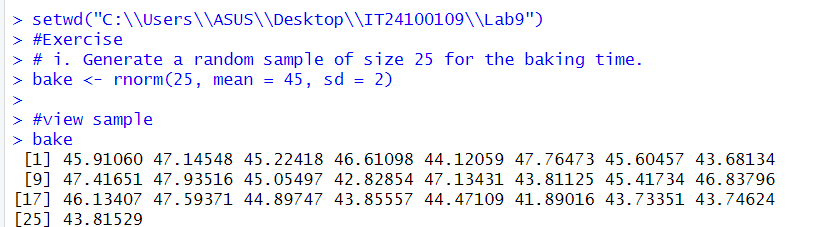 > setwd("C:\\Users\\ASUS\\Desktop\\IT24100109\\Lab9")
> #Exercise
> # i. Generate a random sample of size 25 for the baking time.
> bake <- rnorm(25, mean = 45, sd = 2)
>
> #view sample
> bake
 [1] 45.91060 47.14548 45.22418 46.61098 44.12059 47.76473 45.60457 43.68134
 [9] 47.41651 47.93516 45.05497 42.82854 47.13431 43.81125 45.41734 46.83796
[17] 46.13407 47.59371 44.89747 43.85557 44.47109 41.89016 43.73351 43.74624
[25] 43.81529